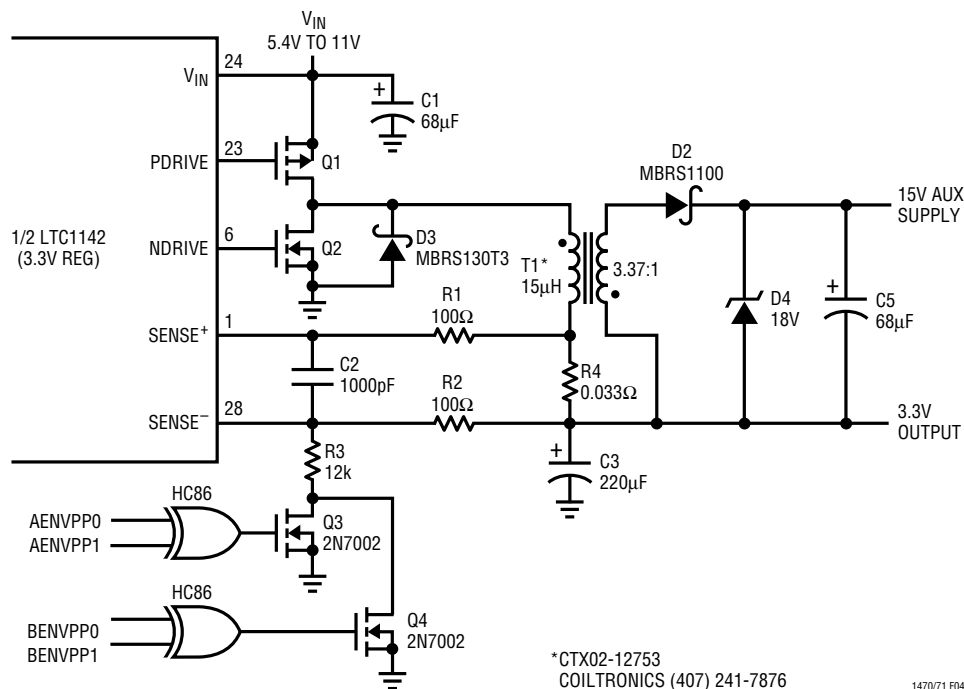 VIN
5.4V TO 11V
24
VIN
+
C1
68µF
23
PDRIVE
Q1
D2
MBRS1100
15V AUX
SUPPLY
1/2 LTC1142
(3.3V REG)
6
NDRIVE
Q2
D3
MBRS130T3
T1*
15µH
3.37:1
D4
18V
+
C5
68µF
R1
100Ω
1
SENSE+
C2
1000pF
R2
100Ω
R4
0.033Ω
28
SENSE–
3.3V
OUTPUT
R3
12k
+
C3
220µF
HC86
AENVPP0
AENVPP1
Q3
2N7002
HC86
BENVPP0
BENVPP1
Q4
2N7002
*CTX02-12753
COILTRONICS (407) 241-7876
1470/71 F04